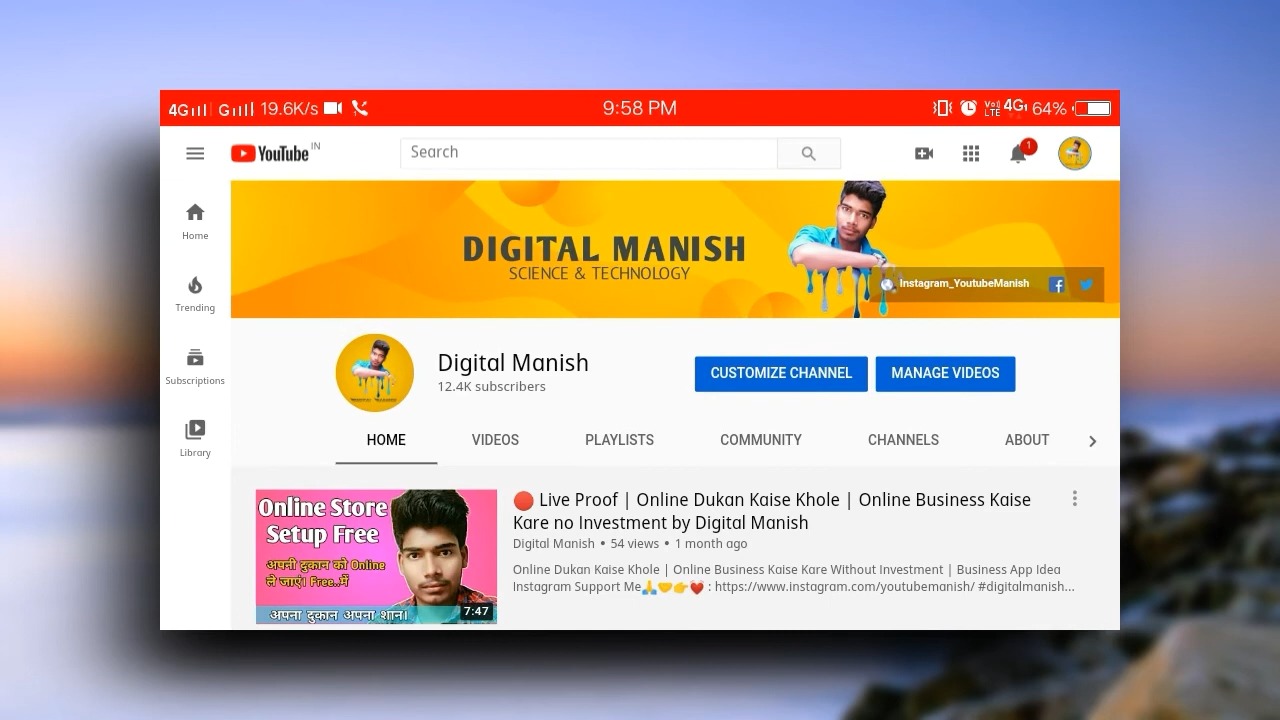 4G G 19.6K/s 9:58 PM Vo) LTE 4G 64%
YouTube IN Search 1
Home
Trending
Subscriptions
Library
DIGITAL MANISH
SCIENCE & TECHNOLOGY
Instagram_YoutubeManish
Digital Manish
12.4K subscribers
CUSTOMIZE CHANNEL MANAGE VIDEOS
HOME VIDEOS PLAYLISTS COMMUNITY CHANNELS ABOUT
Online Store
Setup Free
अपनी दुकान को Online
ले जाएं। Free..में
अपना दुकान अपना शान।
7:47
🔴 Live Proof | Online Dukan Kaise Khole | Online Business Kaise
Kare no Investment by Digital Manish
Digital Manish • 54 views • 1 month ago
Online Dukan Kaise Khole | Online Business Kaise Kare Without Investment | Business App Idea
Instagram Support Me🙏🤝👉❤️ : https://www.instagram.com/youtubemanish/ #digitalmanish...